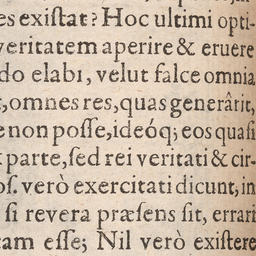 es exiſtat? Hoc ultimi opti-
veritatem aperire & eruere
do elabi, velut falce omnia
t, omnes res, quas generârit,
e non poſſe, ideóq; eos quaſi
t parte, ſed rei veritati & cir-
oſ. verò exercitati dicunt, in
ſi revera præſens ſit, errari
tam eſſe; Nil verò exiſtere